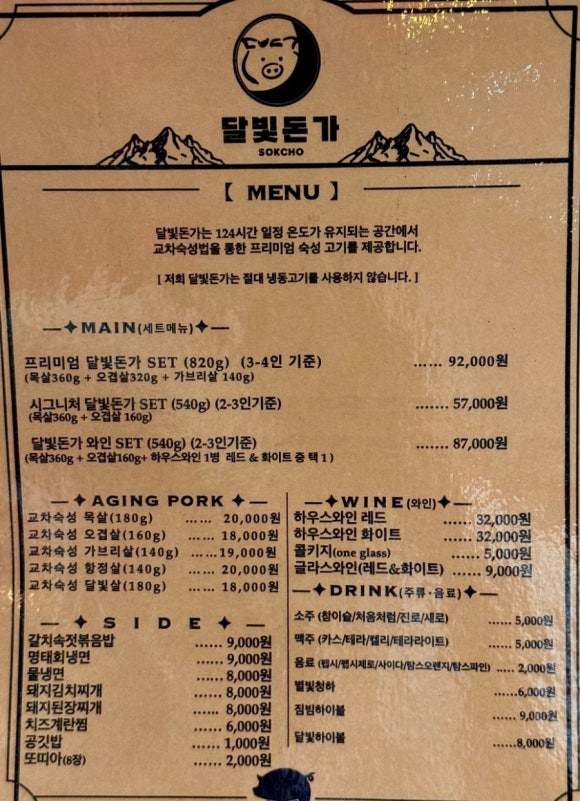 달빛돈가
SOKCHO
【 MENU 】
달빛돈가는 124시간 일정 온도가 유지되는 공간에서
교차숙성법을 통한 프리미엄 숙성 고기를 제공합니다.
[ 저희 달빛돈가는 절대 냉동고기를 사용하지 않습니다. ]
MAIN(세트메뉴)
프리미엄 달빛돈가 SET (820g) (3-4인 기준) ...... 92,000원
(목살360g + 오겹살320g + 가브리살 140g)
시그니처 달빛돈가 SET (540g) (2-3인기준) ....... 57,000원
(목살360g + 오겹살 160g)
달빛돈가 와인 SET (540g) (2-3인기준) ....... 87,000원
(목살360g + 오겹살160g+ 하우스와인 1병 레드 & 화이트 중 택 1 )
AGING PORK
교차숙성 목살(180g) ...... 20,000원
교차숙성 오겹살(160g) ...... 18,000원
교차숙성 가브리살(140g) ......19,000원
교차숙성 항정살(140g) ...... 20,000원
교차숙성 달빛살(180g) ...... 18,000원
SIDE
갈치속젓볶음밥 ...... 9,000원
명태회냉면 ...... 9,000원
물냉면 ...... 8,000원
돼지김치찌개 ...... 8,000원
돼지된장찌개 ...... 8,000원
치즈계란찜 ...... 6,000원
공깃밥 ...... 1,000원
또띠아(8장) ...... 2,000원
WINE(와인)
하우스와인 레드 ...... 32,000원
하우스와인 화이트 ...... 32,000원
콜키지(one glass) ...... 5,000원
글라스와인(레드&화이트) ...... 9,000원
DRINK(주류·음료)
소주 (참이슬/처음처럼/진로/새로) ...... 5,000원
맥주 (카스/테라/켈리/테라라이트) ...... 5,000원
음료 (펩시/펩시제로/사이다/탐스오렌지/탐스파인) ..... 2,000원
별빛청하 ......6,000원
짐빔하이볼 ...... 9,000원
달빛하이볼 ......8,000원